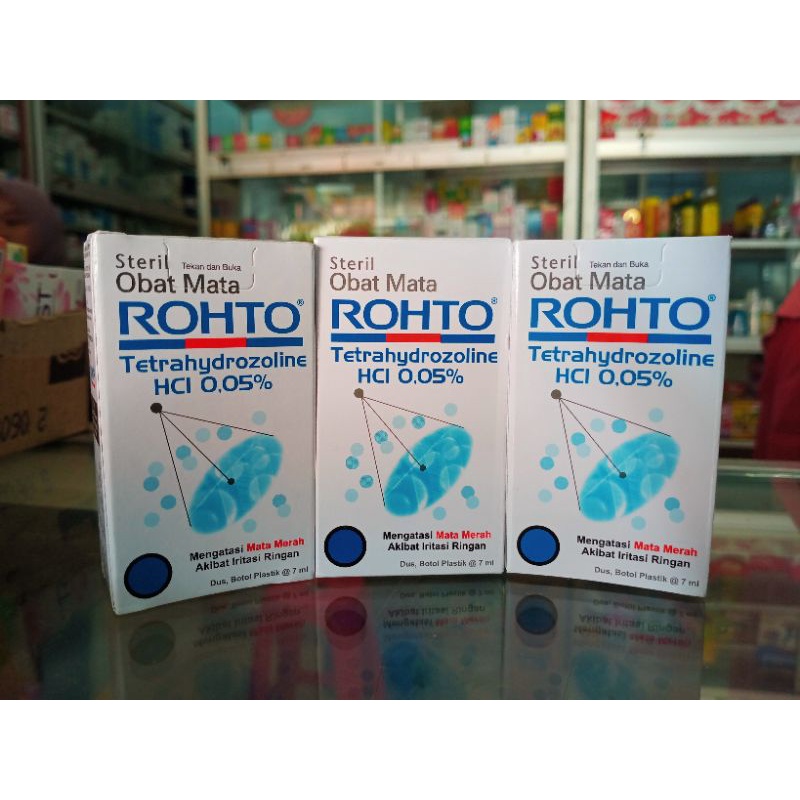 Steril
Tekan dan Buka
Obat Mata
ROHTO®
Tetrahydrozoline
HCl 0,05%
Mengatasi Mata Merah
Akibat Iritasi Ringan
Dus, Botol Plastik @ 7 ml
Steril
Obat Mata
ROHTO®
Tetrahydrozoline
HCl 0,05%
Mengatasi Mata Merah
Akibat Iritasi Ringan
Dus, Botol Plastik @ 7 ml
Steril
Tekan dan Buka
Obat Mata
ROHTO®
Tetrahydrozoline
HCl 0,05%
Mengatasi Mata Merah
Akibat Iritasi Ringan
Dus, Botol Plastik @ 7 ml